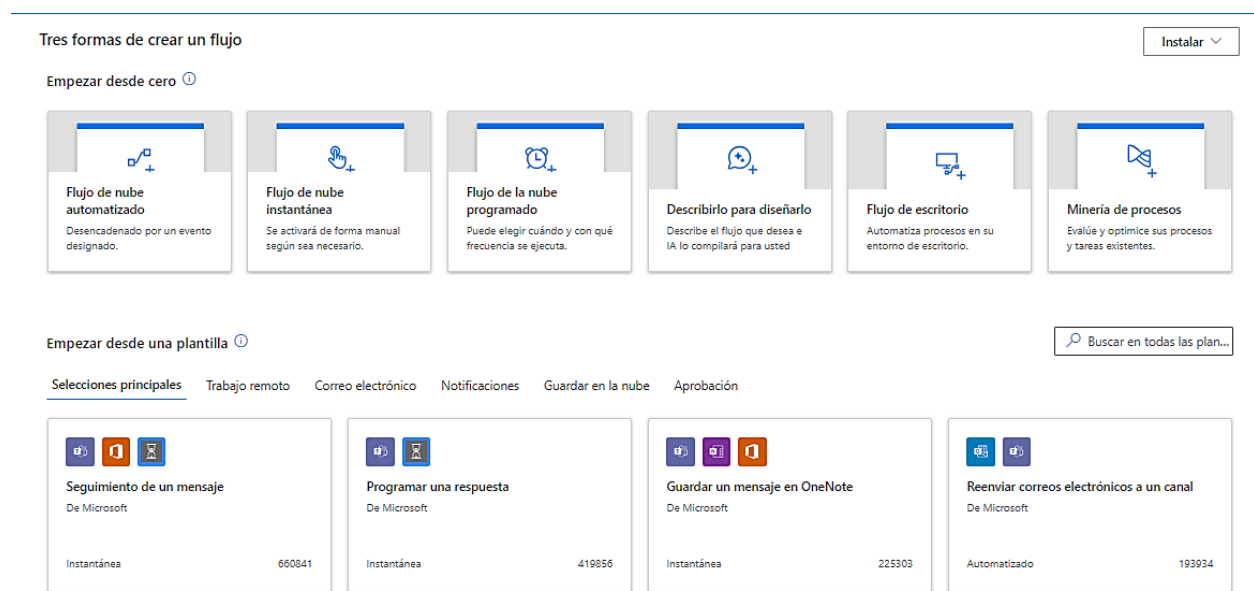 Tres formas de crear un flujo
Instalar
Empezar desde cero
Flujo de nube
automatizado
Desencadenado por un evento
designado.
Flujo de nube
instantánea
Se activará de forma manual
según sea necesario.
Flujo de la nube
programado
Puede elegir cuándo y con qué
frecuencia se ejecuta.
Describirlo para diseñarlo
Describe el flujo que desea e
IA lo compilará para usted
Flujo de escritorio
Automatiza procesos en su
entorno de escritorio.
Minería de procesos
Evalúe y optimice sus procesos
y tareas existentes.
Empezar desde una plantilla
Buscar en todas las plan...
Selecciones principales
Trabajo remoto
Correo electrónico
Notificaciones
Guardar en la nube
Aprobación
Seguimiento de un mensaje
De Microsoft
Instantánea
660841
Programar una respuesta
De Microsoft
Instantánea
419856
Guardar un mensaje en OneNote
De Microsoft
Instantánea
225303
Reenviar correos electrónicos a un canal
De Microsoft
Automatizado
193934